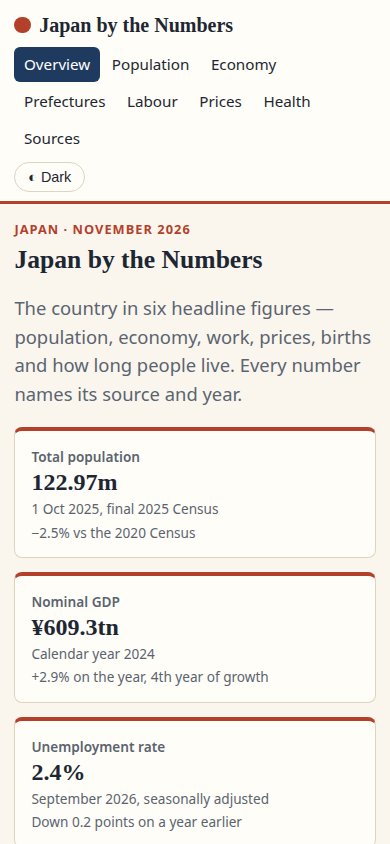 Japan by the Numbers
Overview Population Economy
Prefectures Labour Prices Health
Sources
Dark
JAPAN · NOVEMBER 2026
Japan by the Numbers
The country in six headline figures —
population, economy, work, prices, births
and how long people live. Every number
names its source and year.
Total population
122.97m
1 Oct 2025, final 2025 Census
−2.5% vs the 2020 Census
Nominal GDP
¥609.3tn
Calendar year 2024
+2.9% on the year, 4th year of growth
Unemployment rate
2.4%
September 2026, seasonally adjusted
Down 0.2 points on a year earlier